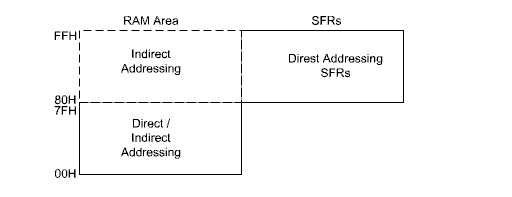 RAM Area
SFRs
FFH
Indirect
Addressing
Direst Addressing
SFRs
80H
7FH
Direct /
Indirect
Addressing
00H